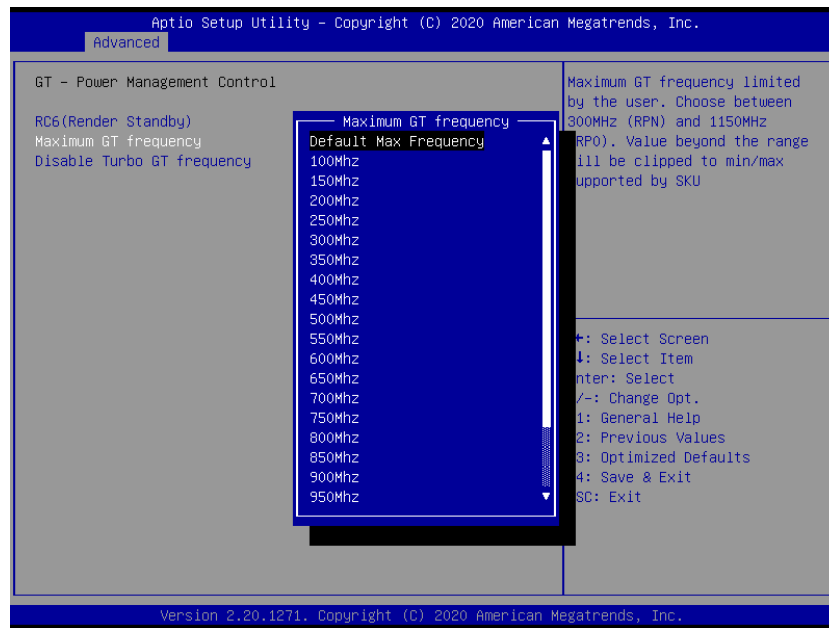 Aptio Setup Utility – Copyright (C) 2020 American Megatrends, Inc.
Advanced
GT – Power Management Control
RC6(Render Standby)
Maximum GT frequency
Disable Turbo GT frequency
Maximum GT frequency
Default Max Frequency
100Mhz
150Mhz
200Mhz
250Mhz
300Mhz
350Mhz
400Mhz
450Mhz
500Mhz
550Mhz
600Mhz
650Mhz
700Mhz
750Mhz
800Mhz
850Mhz
900Mhz
950Mhz
Maximum GT frequency limited
by the user. Choose between
300MHz (RPN) and 1150MHz
RP0). Value beyond the range
ill be clipped to min/max
upported by SKU
←: Select Screen
↓: Select Item
nter: Select
/-: Change Opt.
1: General Help
2: Previous Values
3: Optimized Defaults
4: Save & Exit
SC: Exit
Version 2.20.1271. Copyright (C) 2020 American Megatrends, Inc.